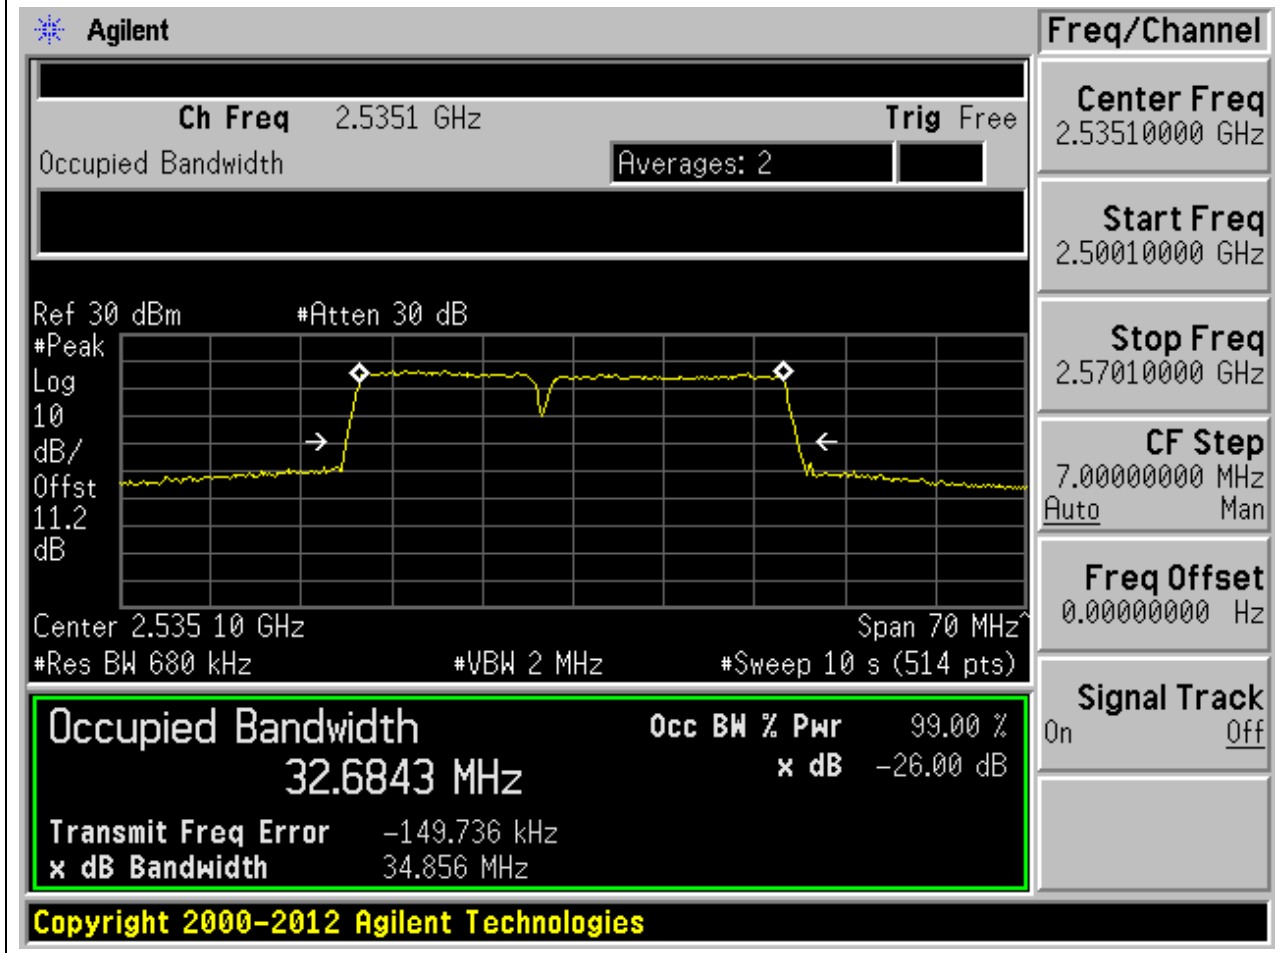 Agilent
Freq/Channel
Ch Freq 2.5351 GHz Trig Free
Occupied Bandwidth Averages: 2
Center Freq
2.53510000 GHz
Start Freq
2.50010000 GHz
Stop Freq
2.57010000 GHz
CF Step
7.00000000 MHz
Auto Man
Freq Offset
0.00000000 Hz
Signal Track
On Off
Ref 30 dBm #Atten 30 dB
#Peak
Log
10
dB/
Offst
11.2
dB
Center 2.535 10 GHz Span 70 MHz^
#Res BW 680 kHz #VBW 2 MHz #Sweep 10 s (514 pts)
Occupied Bandwidth Occ BW % Pwr 99.00 %
32.6843 MHz x dB -26.00 dB
Transmit Freq Error -149.736 kHz
x dB Bandwidth 34.856 MHz
Copyright 2000-2012 Agilent Technologies